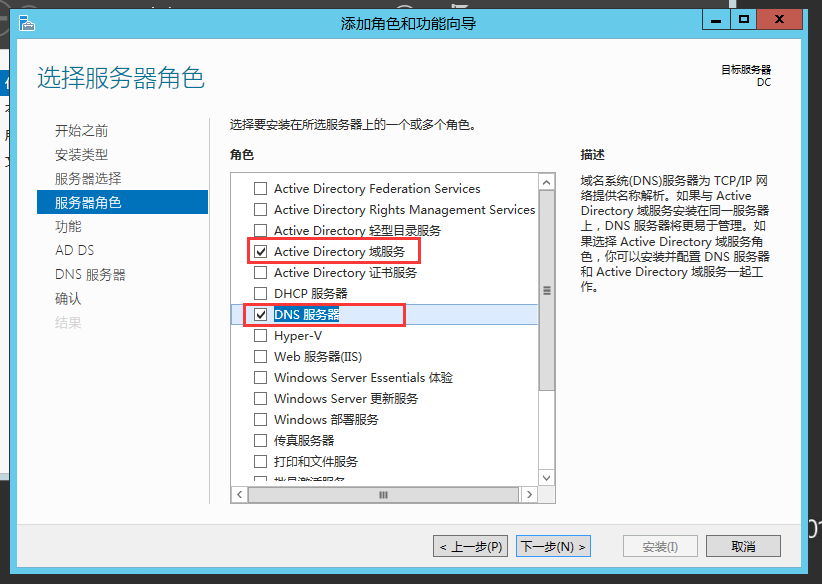 添加角色和功能向导
选择服务器角色
目标服务器
DC
开始之前
安装类型
服务器选择
服务器角色
功能
AD DS
DNS 服务器
确认
结果
选择要安装在所选服务器上的一个或多个角色。
角色
Active Directory Federation Services
Active Directory Rights Management Services
Active Directory 轻型目录服务
Active Directory 域服务
Active Directory 证书服务
DHCP 服务器
DNS 服务器
Hyper-V
Web 服务器(IIS)
Windows Server Essentials 体验
Windows Server 更新服务
Windows 部署服务
传真服务器
打印和文件服务
批量激活服务
描述
域名系统(DNS)服务器为 TCP/IP 网
络提供名称解析。如果与 Active
Directory 域服务安装在同一服务器
上，DNS 服务器将更易于管理。如
果选择 Active Directory 域服务角
色，你可以安装并配置 DNS 服务器
和 Active Directory 域服务一起工
作。
< 上一步(P)
下一步(N) >
安装(I)
取消